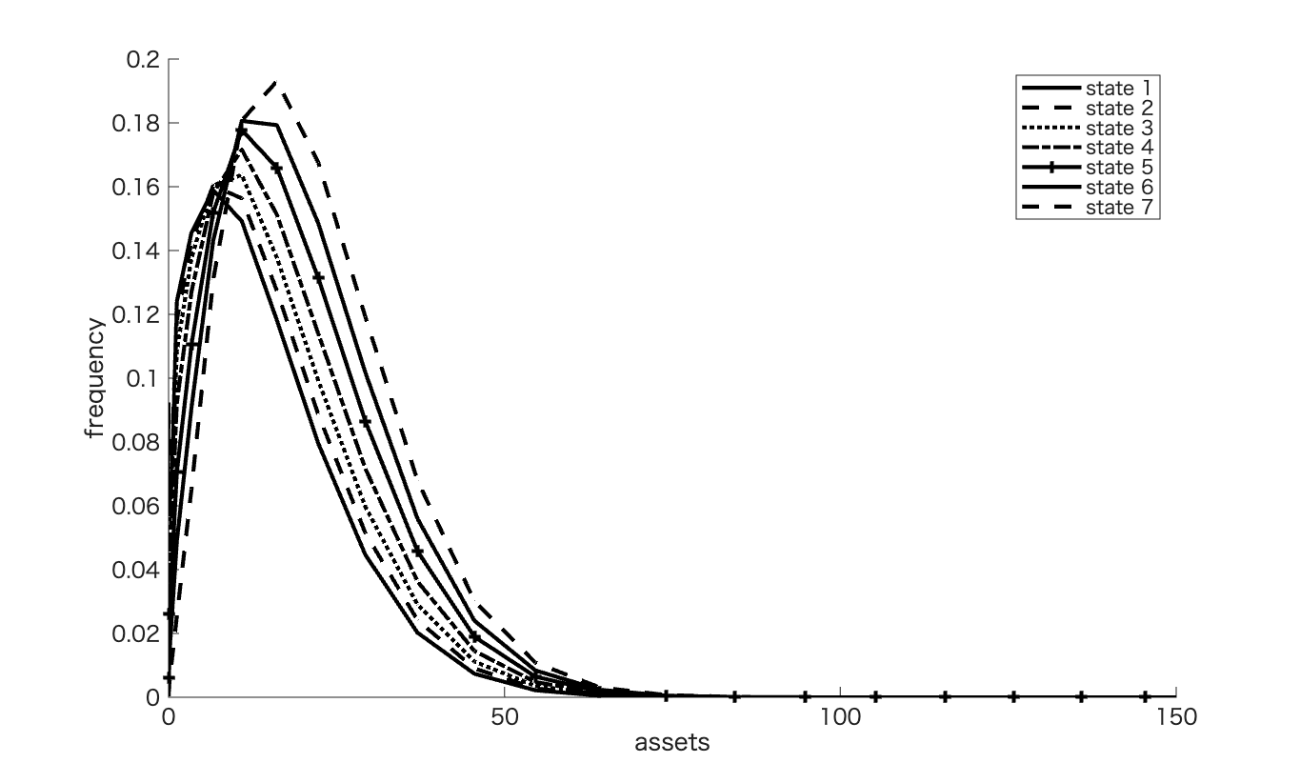 0.2
0.18
0.16
0.14
0.12
0.1
0.08
0.06
0.04
0.02
0
frequency
0 50 100 150
assets
state 1
state 2
state 3
state 4
state 5
state 6
state 7